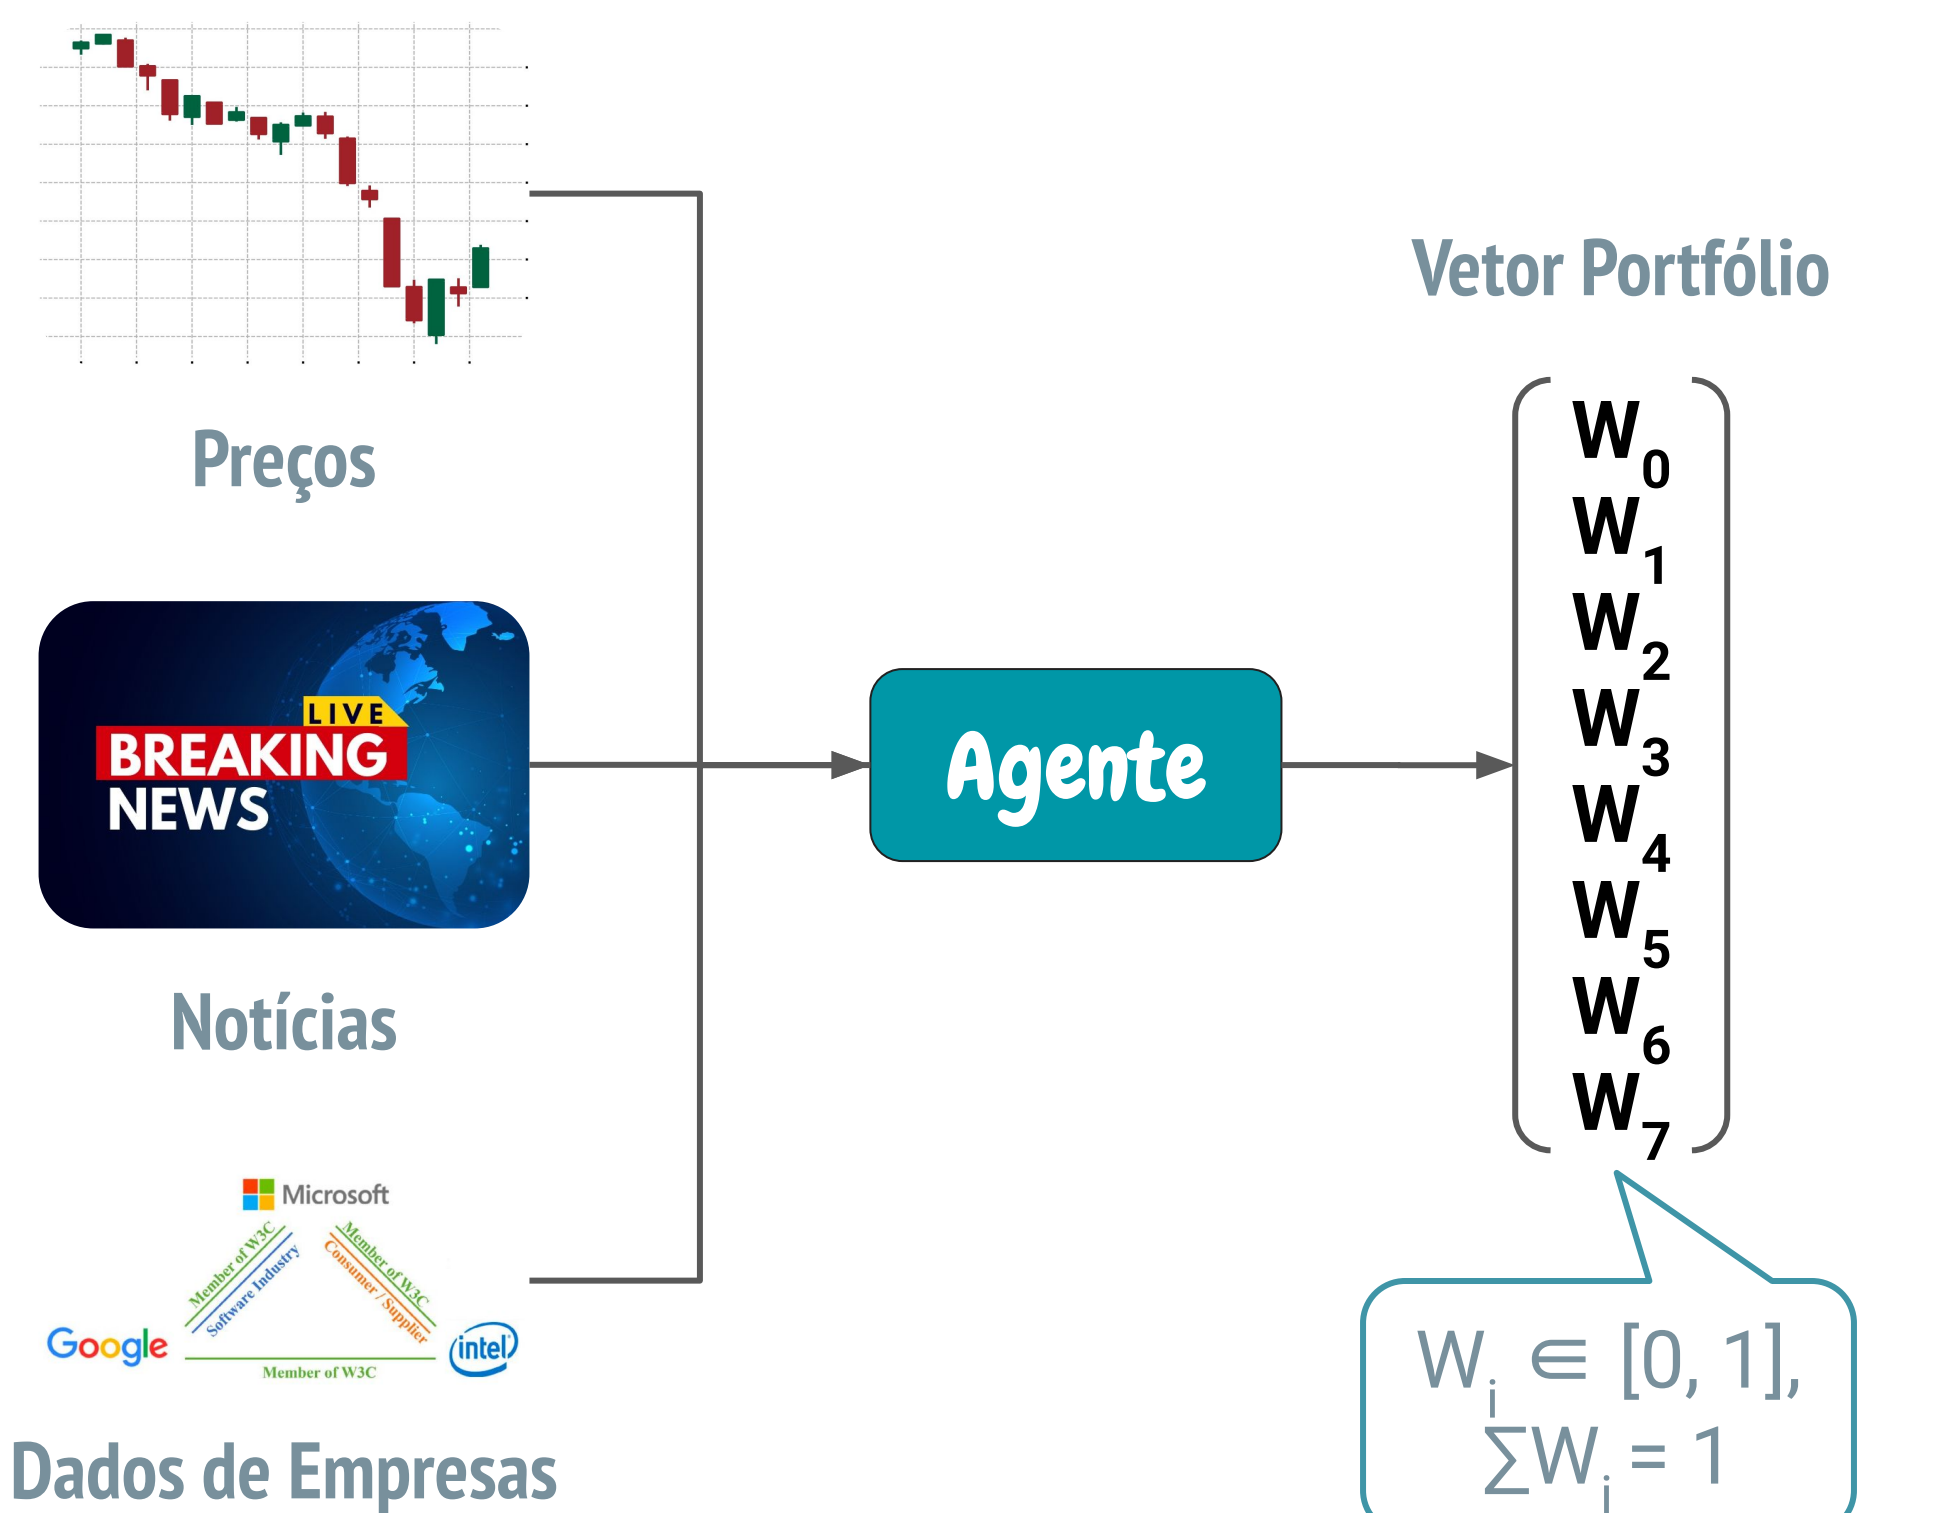 Preços
LIVE
BREAKING
NEWS
Notícias
Microsoft
Member of W3C
Software Industry
Member of W3C
Consumer / Supplier
Google
intel
Member of W3C
Dados de Empresas
Agente
Vetor Portfólio
W0
W1
W2
W3
W4
W5
W6
W7
Wi ∈ [0, 1],
∑Wi = 1